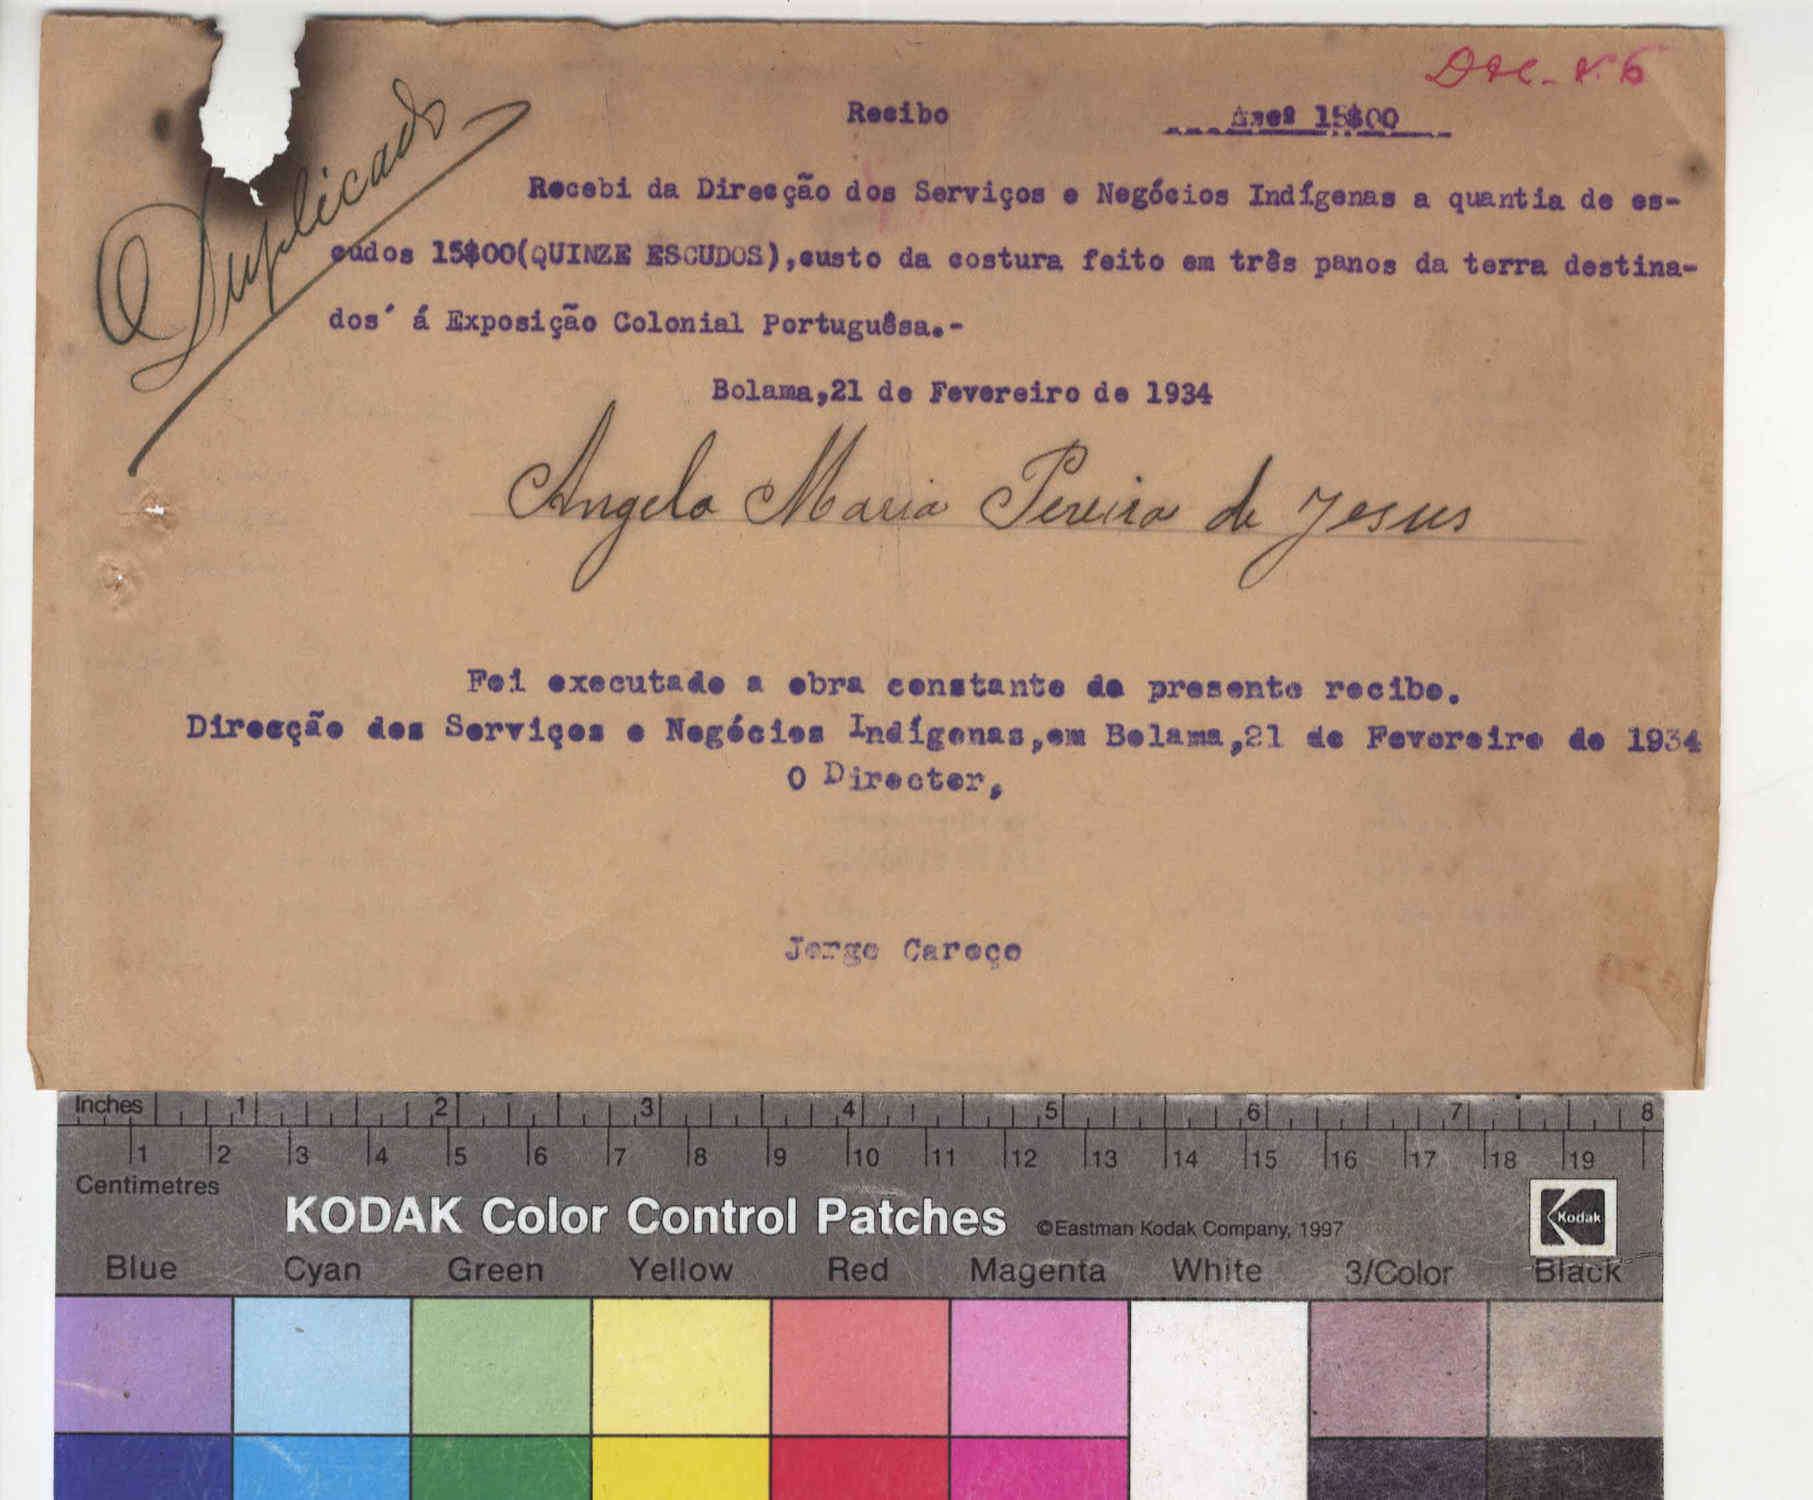 Doc. nº 6
Recibo
15$00
Duplicado
Recebi da Direcção dos Serviços e Negócios Indígenas a quantia de es-
cudos 15$00(QUINZE ESCUDOS),custo da costura feito em três panos da terra destina-
dos á Exposição Colonial Portuguêsa.-
Bolama,21 de Fevereiro de 1934
Angelo Maria Pereira de Jesus
Foi executado a obra constante do presente recibo.
Direcção dos Serviços e Negócios Indígenas,em Bolama,21 de Fevereiro de 1934
O Director,
Jorge Caroço
Inches 1 2 3 4 5 6 7 8
1 2 3 4 5 6 7 8 9 10 11 12 13 14 15 16 17 18 19
Centimetres
KODAK Color Control Patches ©Eastman Kodak Company, 1997 Kodak
Blue Cyan Green Yellow Red Magenta White 3/Color Black